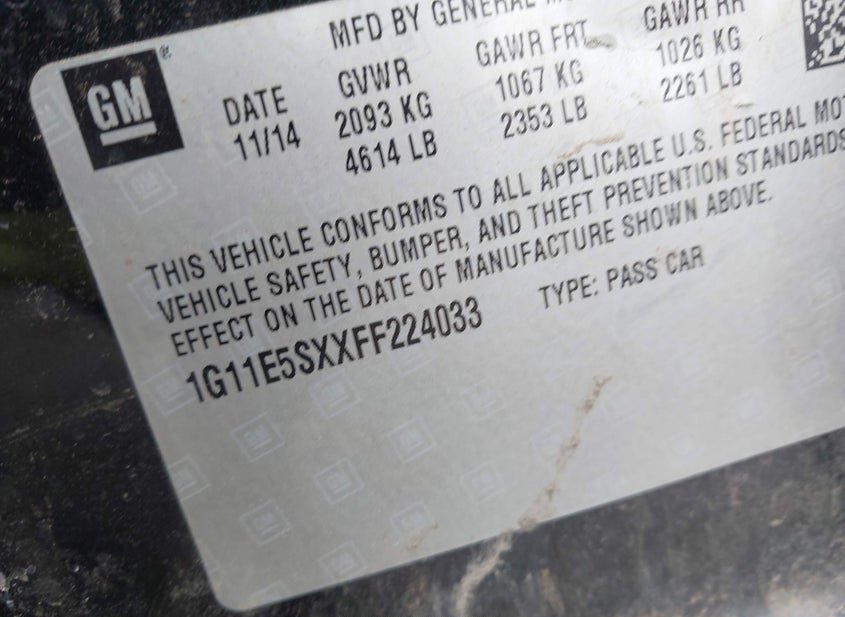 MFD BY GENERAL
GM
DATE GVWR GAWR FRT GAWR RR
11/14 2093 KG 1067 KG 1026 KG
4614 LB 2353 LB 2261 LB
THIS VEHICLE CONFORMS TO ALL APPLICABLE U.S. FEDERAL MO
VEHICLE SAFETY, BUMPER, AND THEFT PREVENTION STANDARDS
EFFECT ON THE DATE OF MANUFACTURE SHOWN ABOVE.
1G11E5SXXFF224033 TYPE: PASS CAR